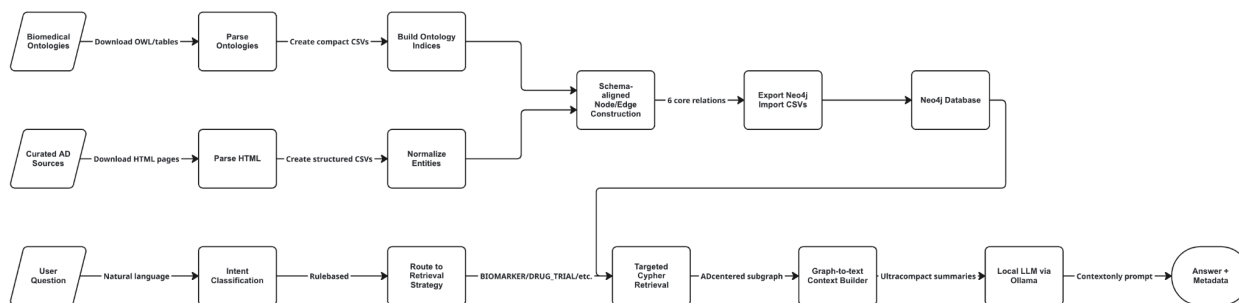 Biomedical
Ontologies
Download OWL/tables
Parse
Ontologies
Create compact CSVs
Build Ontology
Indices
Schema-
aligned
Node/Edge
Construction
6 core relations
Export Neo4j
Import CSVs
Neo4j Database
Curated AD
Sources
Download HTML pages
Parse HTML
Create structured CSVs
Normalize
Entities
User
Question
Natural language
Intent
Classification
Rulebased
Route to
Retrieval
Strategy
BIOMARKER/DRUG_TRIAL/etc.
Targeted
Cypher
Retrieval
ADcentered subgraph
Graph-to-text
Context Builder
Ultracompact summaries
Local LLM via
Ollama
Contextonly prompt
Answer +
Metadata